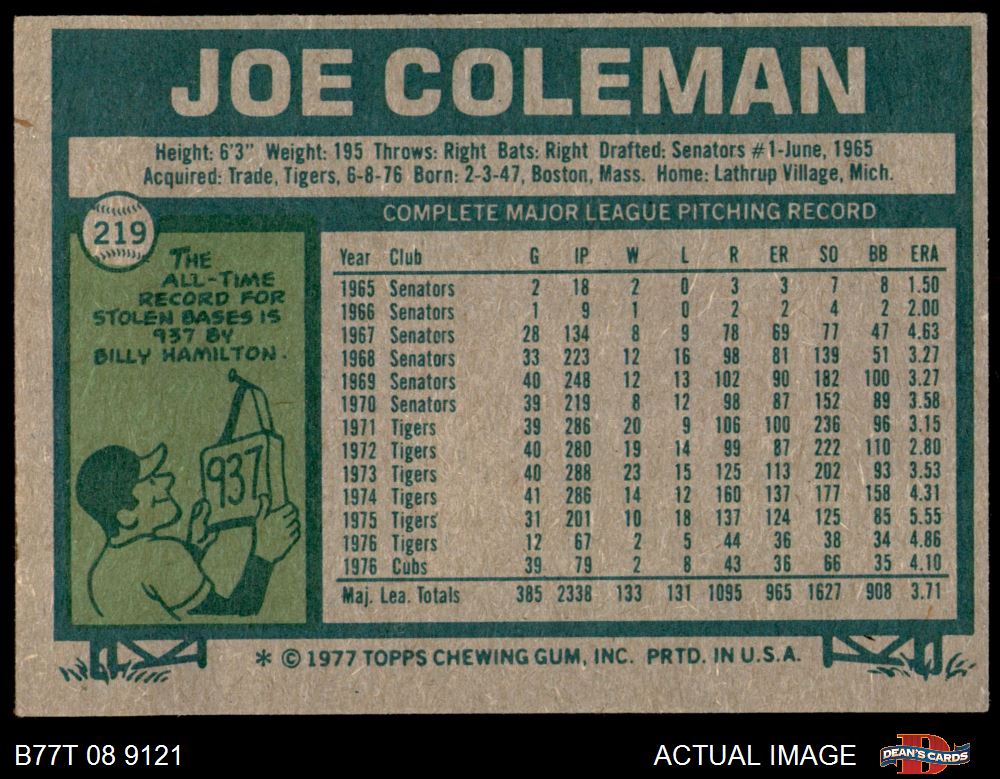 JOE COLEMAN
Height: 6'3" Weight: 195 Throws: Right Bats: Right Drafted: Senators #1-June, 1965
Acquired: Trade, Tigers, 6-8-76 Born: 2-3-47, Boston, Mass. Home: Lathrup Village, Mich.
219
THE
ALL-TIME
RECORD FOR
STOLEN BASES IS
937 BY
BILLY HAMILTON.
937
COMPLETE MAJOR LEAGUE PITCHING RECORD
Year Club G IP W L R ER SO BB ERA
1965 Senators 2 18 2 0 3 3 7 8 1.50
1966 Senators 1 9 1 0 2 2 4 2 2.00
1967 Senators 28 134 8 9 78 69 77 47 4.63
1968 Senators 33 223 12 16 98 81 139 51 3.27
1969 Senators 40 248 12 13 102 90 182 100 3.27
1970 Senators 39 219 8 12 98 87 152 89 3.58
1971 Tigers 39 286 20 9 106 100 236 96 3.15
1972 Tigers 40 280 19 14 99 87 222 110 2.80
1973 Tigers 40 288 23 15 125 113 202 93 3.53
1974 Tigers 41 286 14 12 160 137 177 158 4.31
1975 Tigers 31 201 10 18 137 124 125 85 5.55
1976 Tigers 12 67 2 5 44 36 38 34 4.86
1976 Cubs 39 79 2 8 43 36 66 35 4.10
Maj. Lea. Totals 385 2338 133 131 1095 965 1627 908 3.71
* © 1977 TOPPS CHEWING GUM, INC. PRTD. IN U.S.A.
B77T 08 9121
ACTUAL IMAGE
DEAN'S CARDS